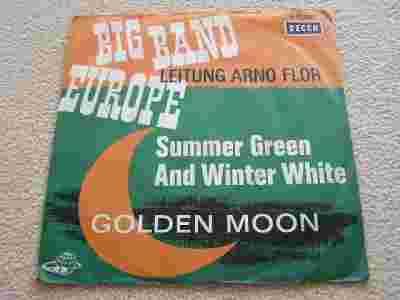 BIG BAND
LEITUNG ARNO FLOR
EUROPE
DECCA
Summer Green
And Winter White
GOLDEN MOON